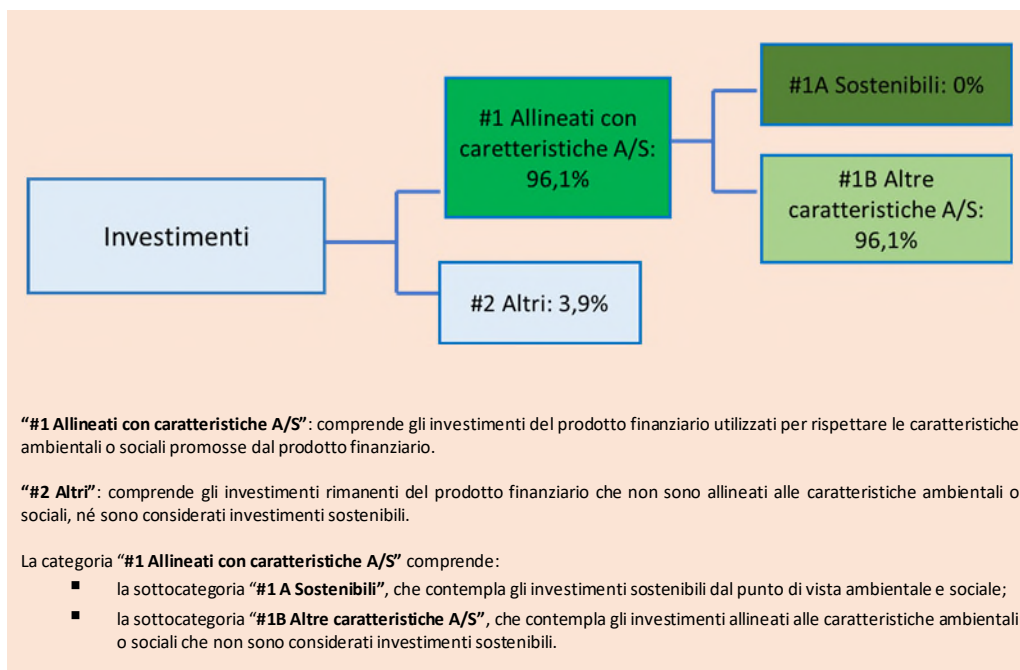 #1A Sostenibili: 0%
#1 Allineati con
caretteristiche A/S:
96,1%
#1B Altre
caratteristiche A/S:
96,1%
Investimenti
#2 Altri: 3,9%
“#1 Allineati con caratteristiche A/S”: comprende gli investimenti del prodotto finanziario utilizzati per rispettare le caratteristiche
ambientali o sociali promosse dal prodotto finanziario.
“#2 Altri”: comprende gli investimenti rimanenti del prodotto finanziario che non sono allineati alle caratteristiche ambientali o
sociali, né sono considerati investimenti sostenibili.
La categoria “#1 Allineati con caratteristiche A/S” comprende:
▪ la sottocategoria “#1 A Sostenibili”, che contempla gli investimenti sostenibili dal punto di vista ambientale e sociale;
▪ la sottocategoria “#1B Altre caratteristiche A/S”, che contempla gli investimenti allineati alle caratteristiche ambientali
o sociali che non sono considerati investimenti sostenibili.